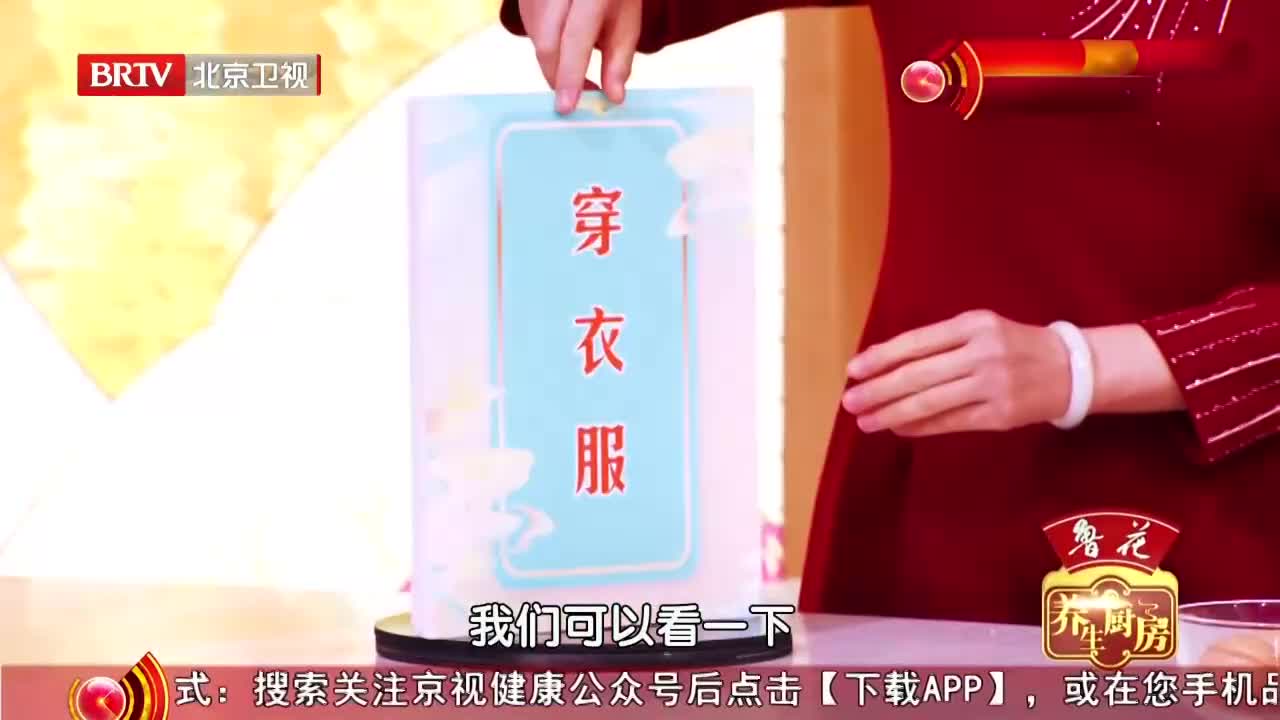 BRTV 北京卫视
穿衣服
鲁花
养生厨房
我们可以看一下
式：搜索关注京视健康公众号后点击【下载APP】，或在您手机品